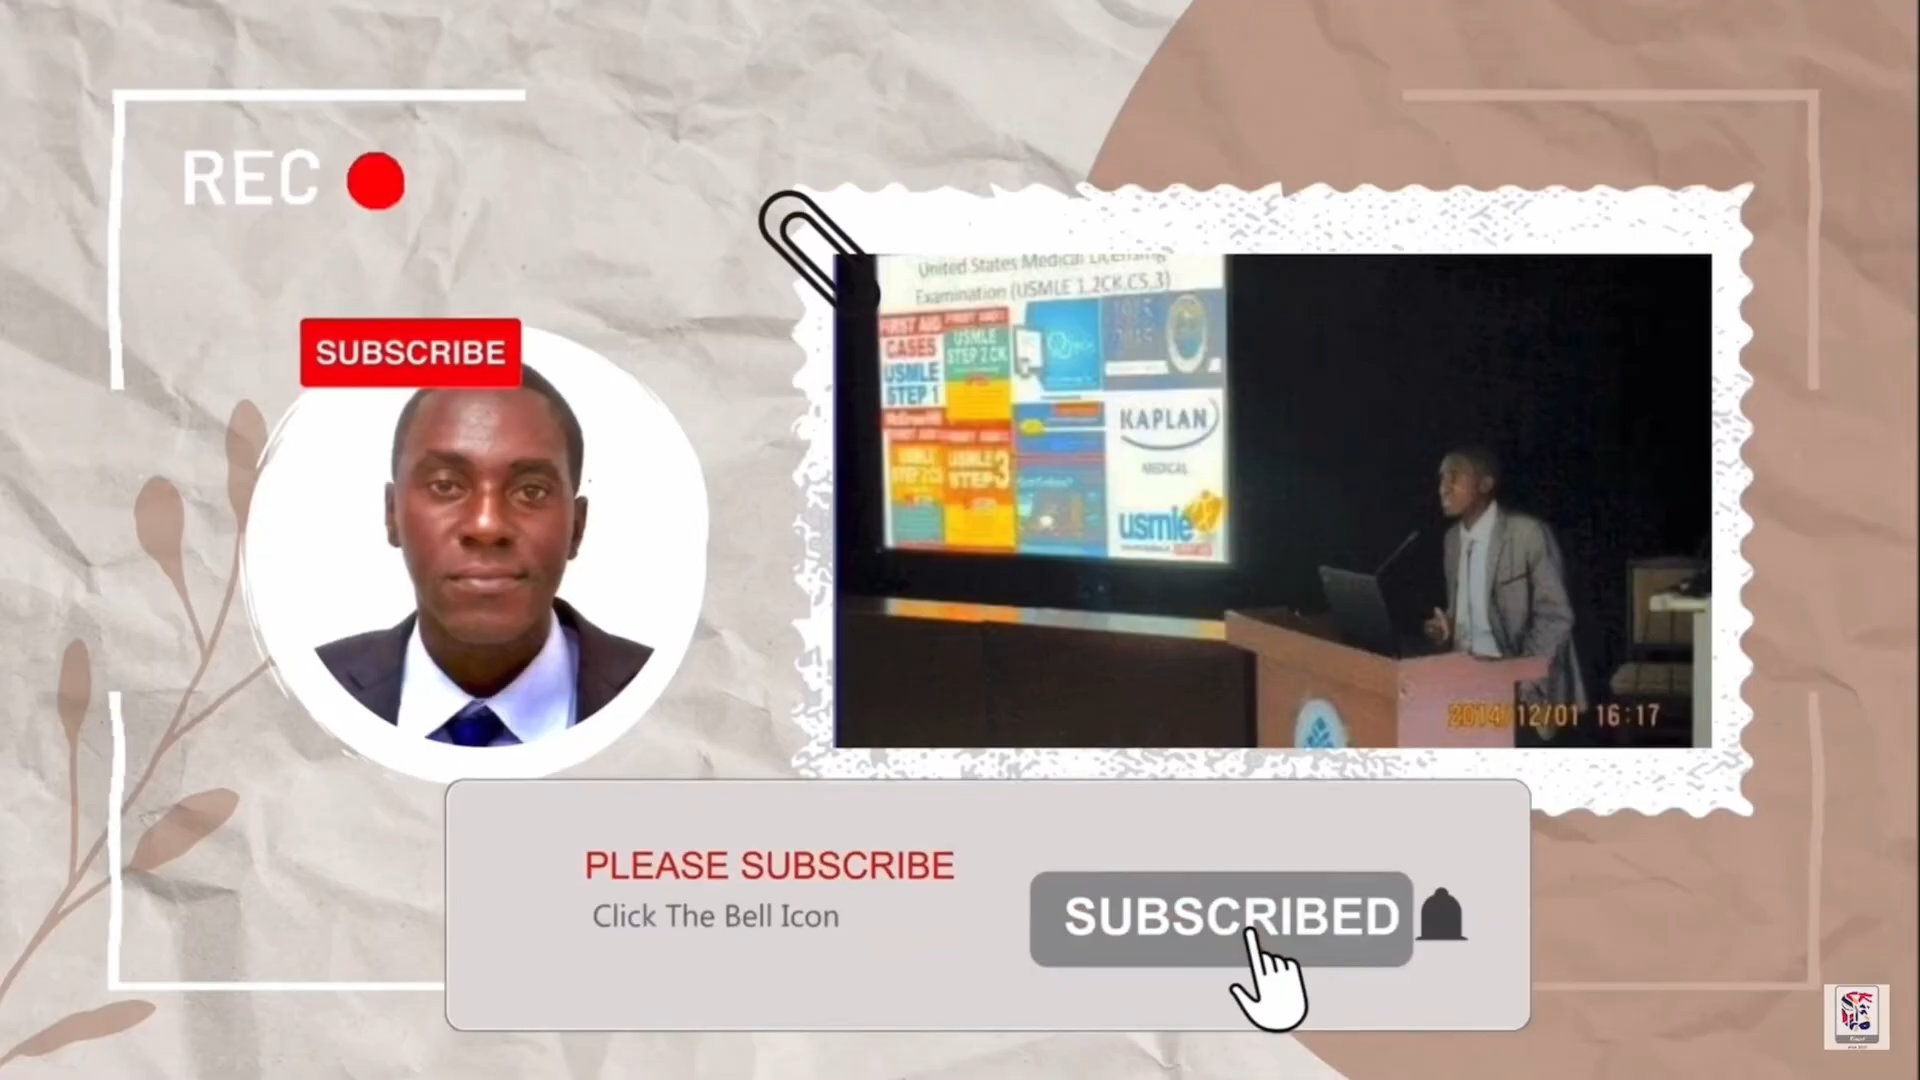 REC
SUBSCRIBE
United States Medical Licensing
Examination (USMLE 1,2CK,CS,3)
FIRST AID
CASES
USMLE
STEP 1
USMLE
STEP 2 CK
USMLE
STEP 2 CS
USMLE
STEP 3
KAPLAN
MEDICAL
usmle
2014/12/01 16:17
PLEASE SUBSCRIBE
Click The Bell Icon
SUBSCRIBED